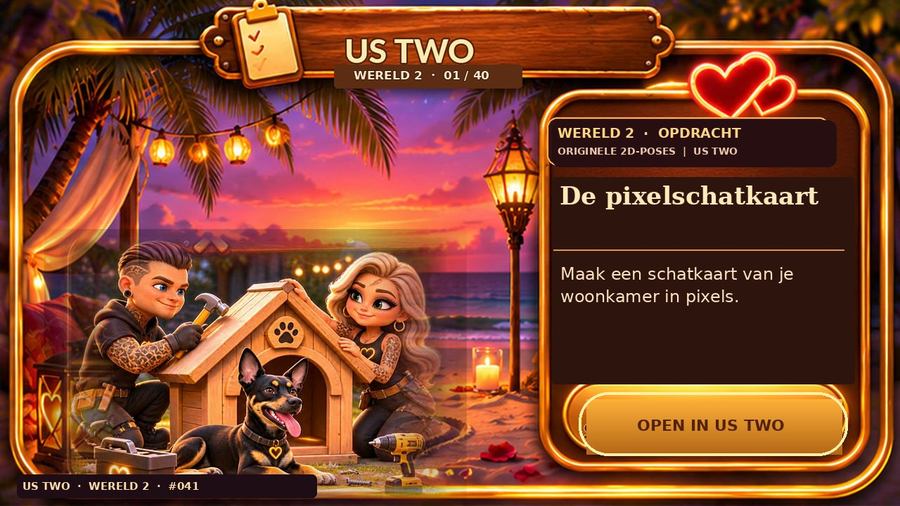 US TWO
WERELD 2 · 01 / 40
WERELD 2 · OPDRACHT
ORIGINELE 2D-POSES | US TWO
De pixelschatkaart
Maak een schatkaart van je
woonkamer in pixels.
OPEN IN US TWO
US TWO · WERELD 2 · #041